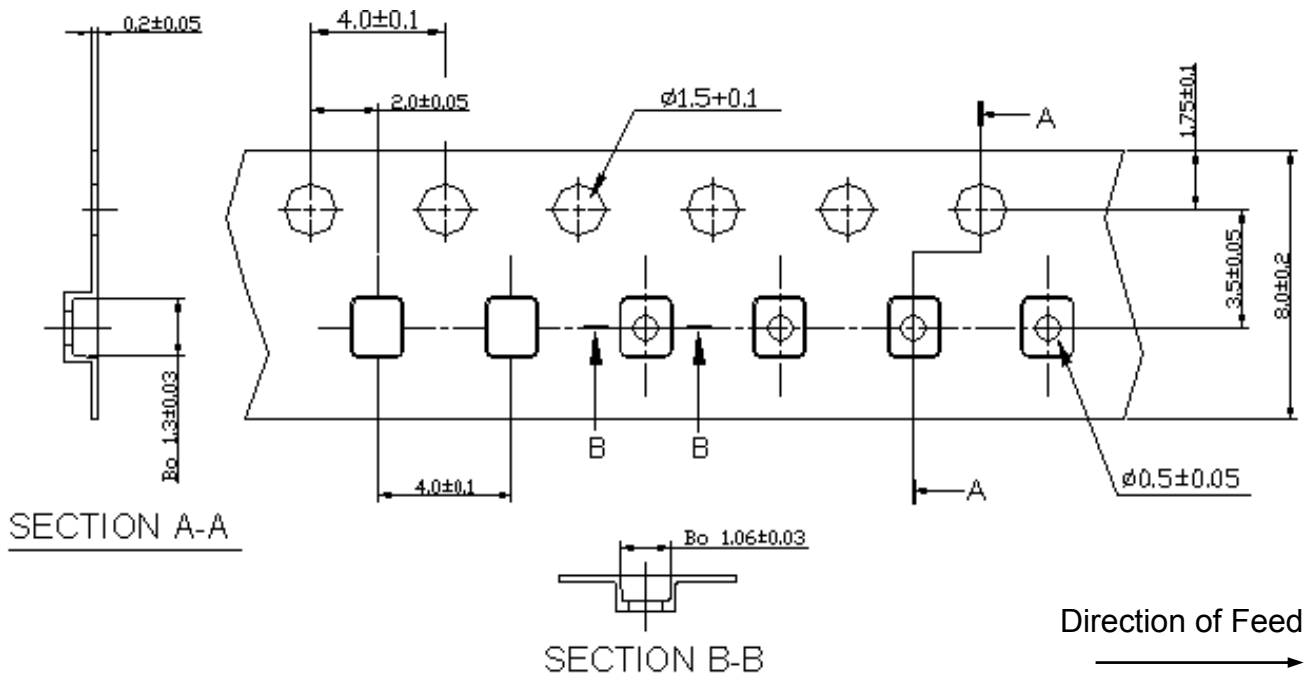 0.2±0.05
4.0±0.1
2.0±0.05
Ø1.5+0.1
A
1.75±0.1
3.5±0.05
8.0±0.2
Bo 1.3±0.03
B
B
4.0±0.1
A
Ø0.5±0.05
SECTION A-A
Bo 1.06±0.03
SECTION B-B
Direction of Feed